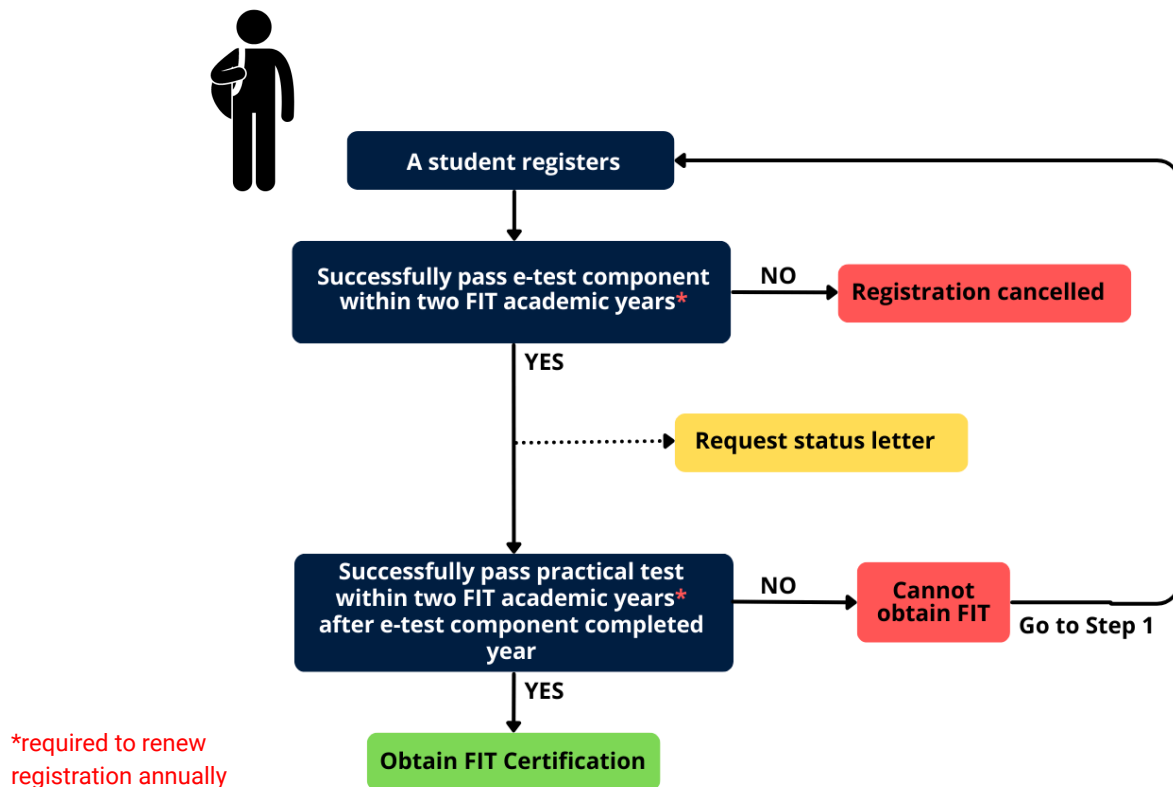 A student registers
Successfully pass e-test component
within two FIT academic years*
NO
Registration cancelled
YES
Request status letter
Successfully pass practical test
within two FIT academic years*
after e-test component completed
year
NO
Cannot
obtain FIT
Go to Step 1
YES
Obtain FIT Certification
*required to renew
registration annually